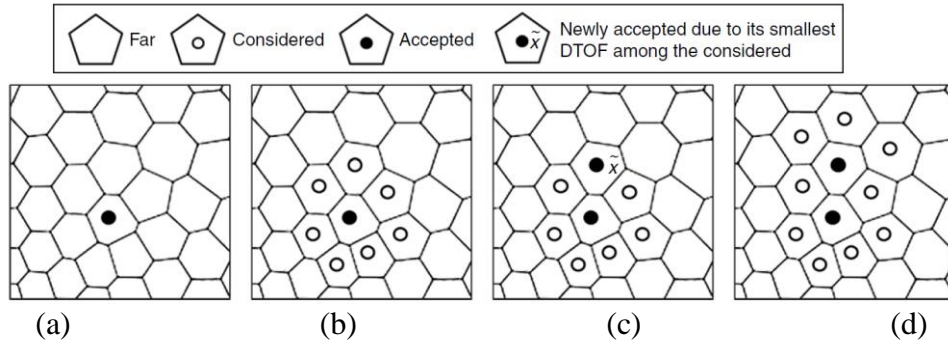 Far Considered Accepted x̃ Newly accepted due to its smallest
DTOF among the considered
x̃
(a) (b) (c) (d)